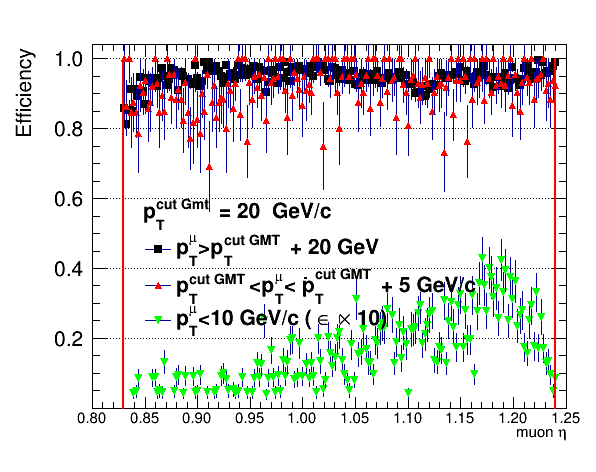 Efficiency
1.0
0.8
0.6
0.4
0.2
p_T^cut Gmt = 20 GeV/c
p_T^μ>p_T^cut GMT + 20 GeV
p_T^cut GMT <p_T^μ< p_T^cut GMT + 5 GeV/c
p_T^μ<10 GeV/c ( ∈ × 10)
0.80 0.85 0.90 0.95 1.00 1.05 1.10 1.15 1.20 1.25
muon η